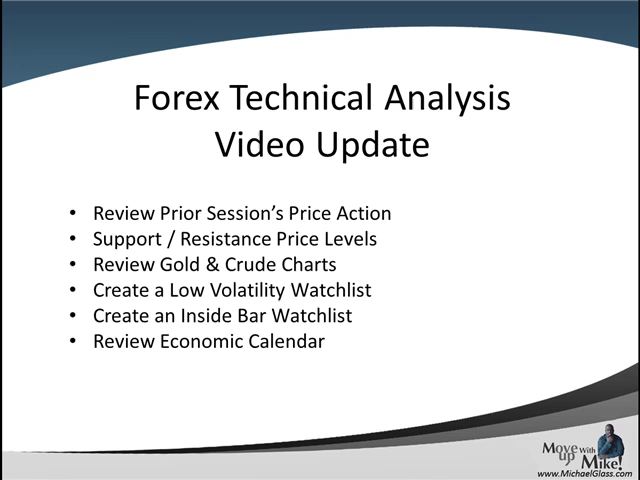 Forex Technical Analysis
Video Update
• Review Prior Session's Price Action
• Support / Resistance Price Levels
• Review Gold & Crude Charts
• Create a Low Volatility Watchlist
• Create an Inside Bar Watchlist
• Review Economic Calendar
Move up With Mike!
www.MichaelGlass.com